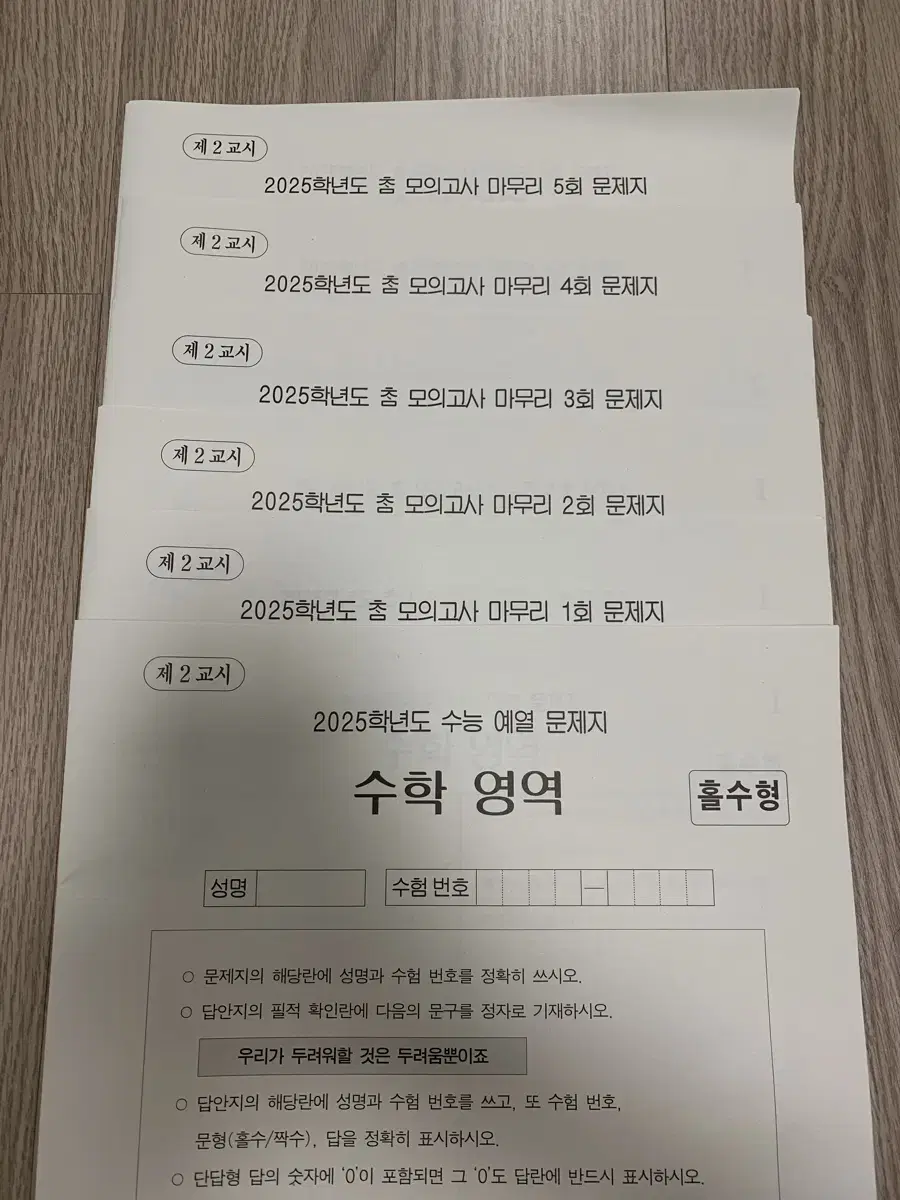 제 2 교시
2025학년도 촘 모의고사 마무리 5회 문제지
제 2 교시
2025학년도 촘 모의고사 마무리 4회 문제지
제 2 교시
2025학년도 촘 모의고사 마무리 3회 문제지
제 2 교시
2025학년도 촘 모의고사 마무리 2회 문제지
제 2 교시
2025학년도 촘 모의고사 마무리 1회 문제지
제 2 교시
2025학년도 수능 예열 문제지
수학 영역 홀수형
성명 수험 번호 —
○ 문제지의 해당란에 성명과 수험 번호를 정확히 쓰시오.
○ 답안지의 필적 확인란에 다음의 문구를 정자로 기재하시오.
우리가 두려워할 것은 두려움뿐이죠
○ 답안지의 해당란에 성명과 수험 번호를 쓰고, 또 수험 번호,
문형(홀수/짝수), 답을 정확히 표시하시오.
○ 단답형 답의 숫자에 ‘0’이 포함되면 그 ‘0’도 답란에 반드시 표시하시오.